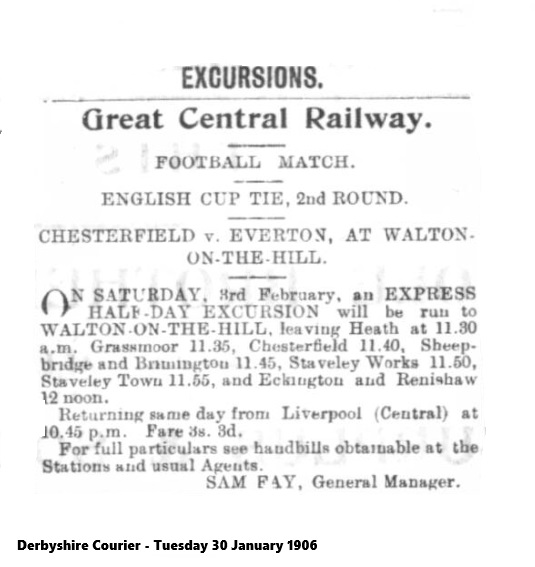 EXCURSIONS.
Great Central Railway.
FOOTBALL MATCH.
ENGLISH CUP TIE, 2nd ROUND.
CHESTERFIELD v. EVERTON, AT WALTON-
ON-THE-HILL.
ON SATURDAY, 3rd February, an EXPRESS
HALF-DAY EXCURSION will be run to
WALTON-ON-THE-HILL, leaving Heath at 11.30
a.m. Grassmoor 11.35, Chesterfield 11.40, Sheep-
bridge and Brimington 11.45, Staveley Works 11.50,
Staveley Town 11.55, and Eckington and Renishaw
12 noon.
Returning same day from Liverpool (Central) at
10.45 p.m. Fare 3s. 3d.
For full particulars see handbills obtainable at the
Stations and usual Agents.
SAM FAY, General Manager.
Derbyshire Courier - Tuesday 30 January 1906